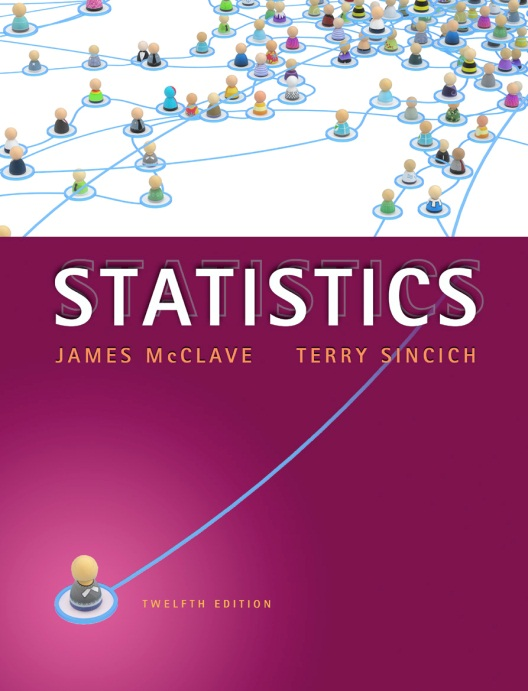 STATISTICS
JAMES McCLAVE TERRY SINCICH
TWELFTH EDITION